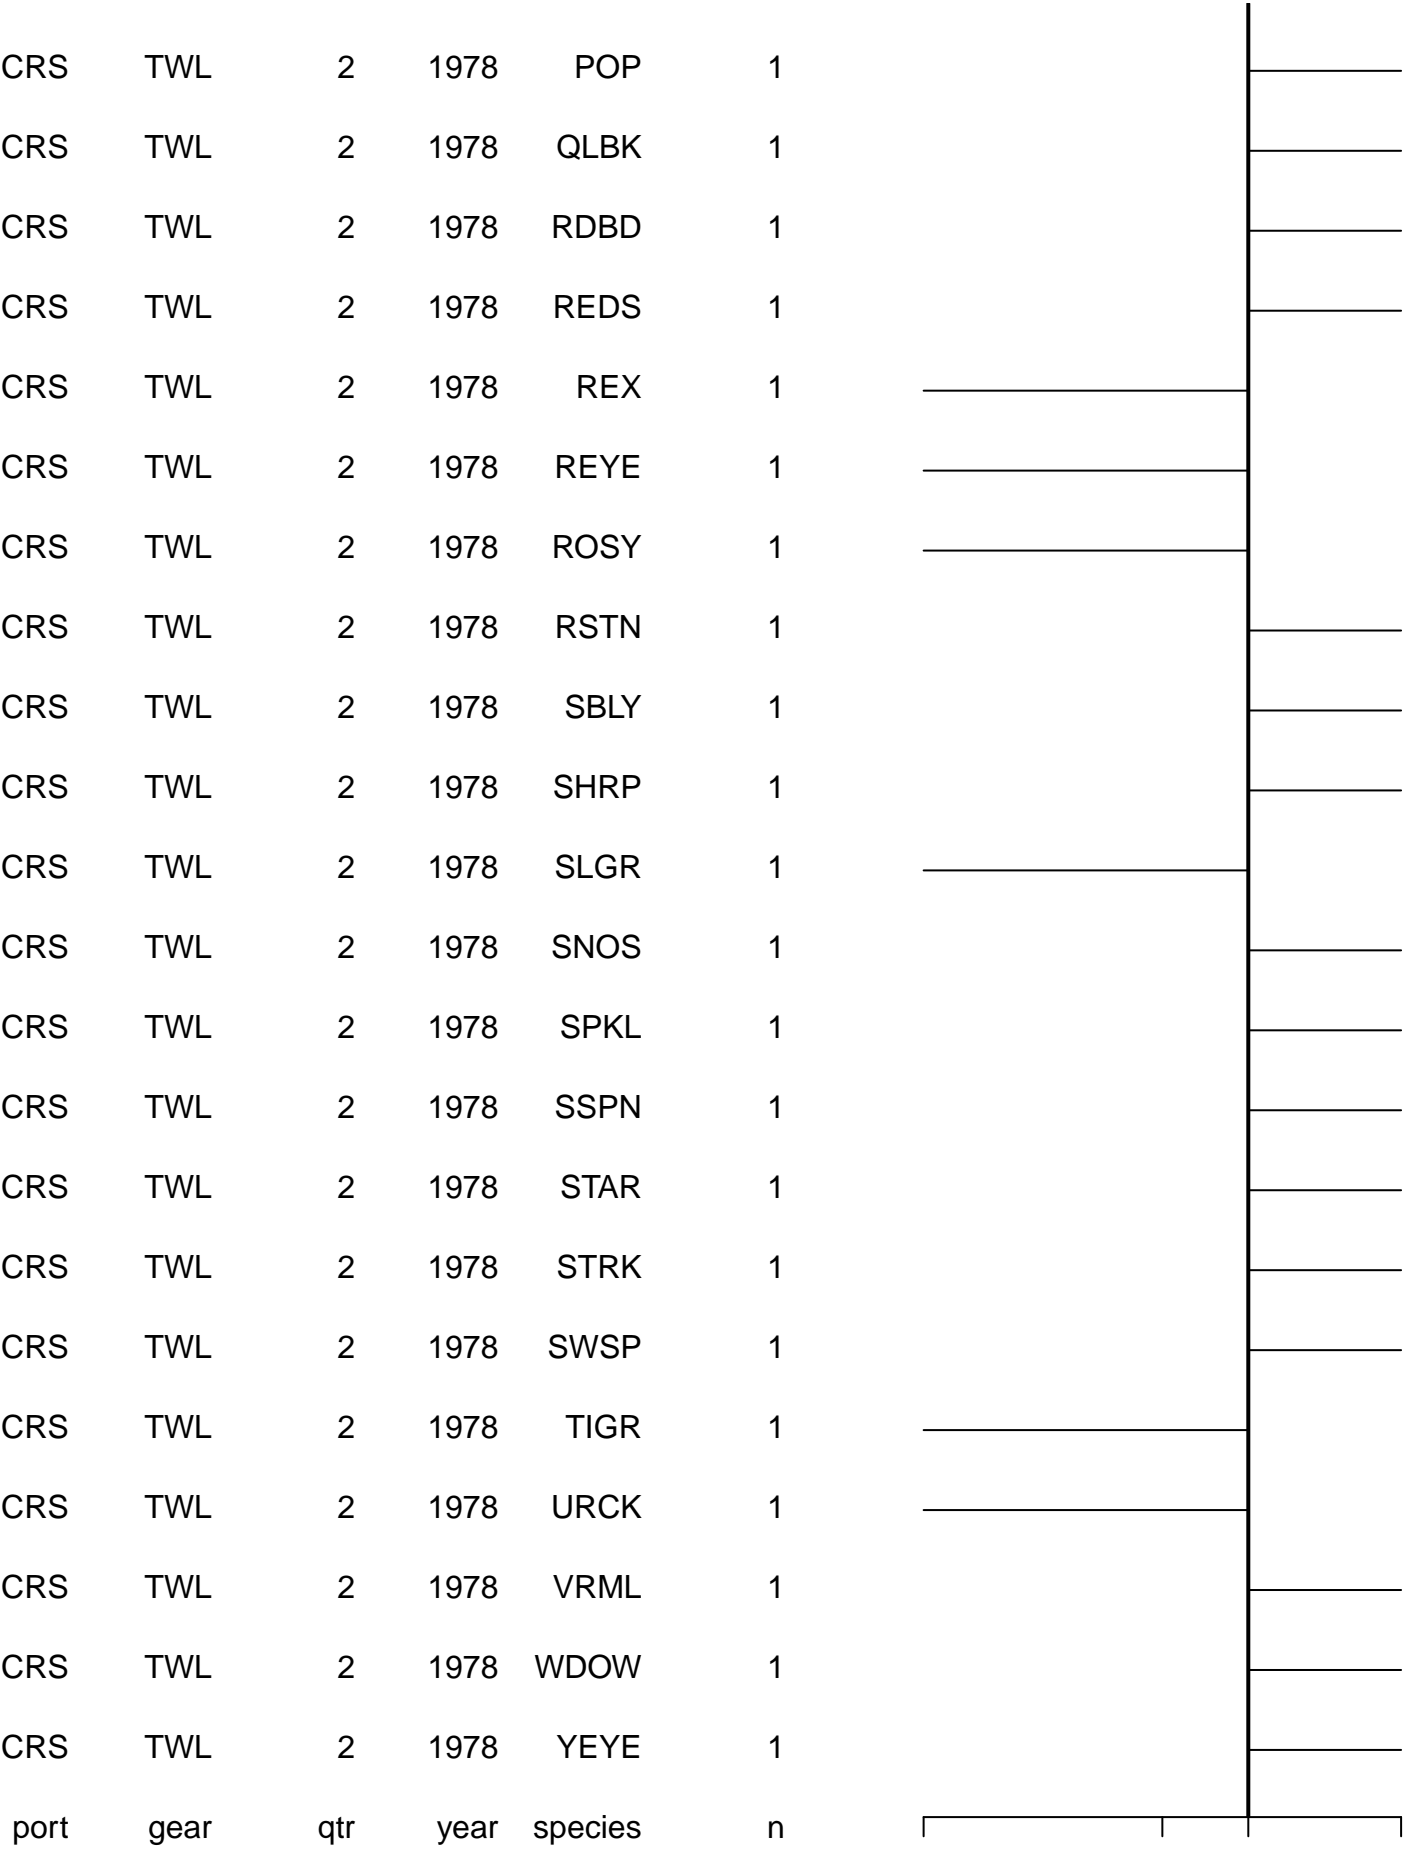 CRS TWL 2 1978 POP 1
CRS TWL 2 1978 QLBK 1
CRS TWL 2 1978 RDBD 1
CRS TWL 2 1978 REDS 1
CRS TWL 2 1978 REX 1
CRS TWL 2 1978 REYE 1
CRS TWL 2 1978 ROSY 1
CRS TWL 2 1978 RSTN 1
CRS TWL 2 1978 SBLY 1
CRS TWL 2 1978 SHRP 1
CRS TWL 2 1978 SLGR 1
CRS TWL 2 1978 SNOS 1
CRS TWL 2 1978 SPKL 1
CRS TWL 2 1978 SSPN 1
CRS TWL 2 1978 STAR 1
CRS TWL 2 1978 STRK 1
CRS TWL 2 1978 SWSP 1
CRS TWL 2 1978 TIGR 1
CRS TWL 2 1978 URCK 1
CRS TWL 2 1978 VRML 1
CRS TWL 2 1978 WDOW 1
CRS TWL 2 1978 YEYE 1
port gear qtr year species n